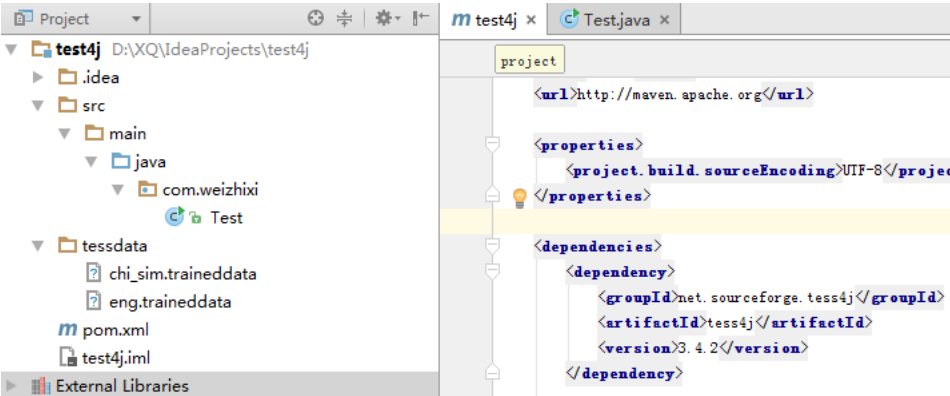 Project
test4j D:\XQ\IdeaProjects\test4j
.idea
src
main
java
com.weizhixi
Test
tessdata
chi_sim.traineddata
eng.traineddata
m pom.xml
test4j.iml
External Libraries
m test4j × C Test.java ×
project
<url>http://maven.apache.org</url>
<properties>
<project.build.sourceEncoding>UTF-8</projec
</properties>
<dependencies>
<dependency>
<groupId>net.sourceforge.tess4j</groupId>
<artifactId>tess4j</artifactId>
<version>3.4.2</version>
</dependency>